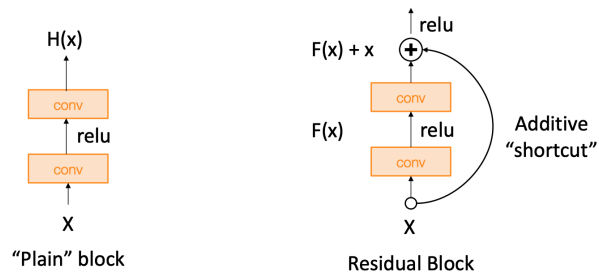 H(x)
conv
relu
conv
X
"Plain" block
relu
F(x) + x
+
conv
F(x)
relu
conv
Additive
"shortcut"
X
Residual Block